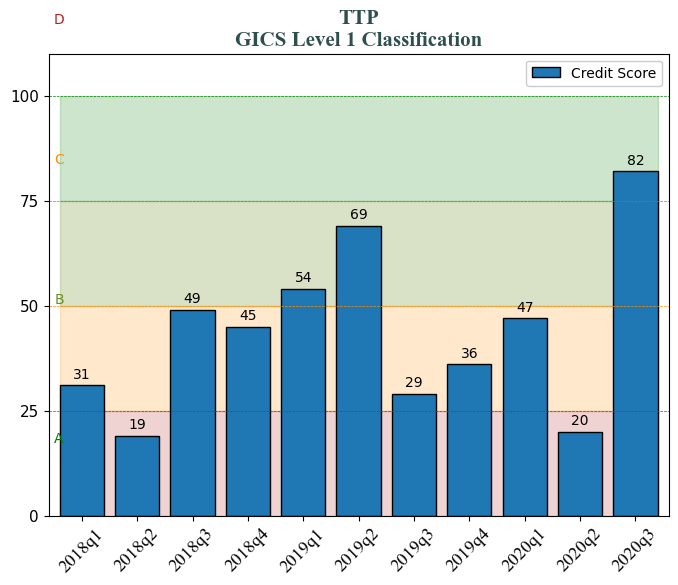 D
TTP
GICS Level 1 Classification
Credit Score
100
C
82
75
69
54
B
50
49
47
45
36
31
29
25
20
19
A
0
2018q1
2018q2
2018q3
2018q4
2019q1
2019q2
2019q3
2019q4
2020q1
2020q2
2020q3